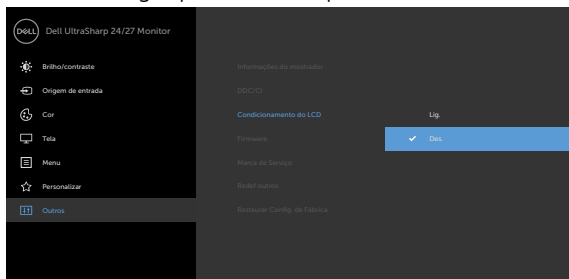 DELL
Dell UltraSharp 24/27 Monitor
Brilho/contraste
Informações do mostrador
Origem de entrada
DDC/CI
Cor
Condicionamento do LCD
Lig.
Tela
Firmware
Des
Menu
Marca de Serviço
Personalizar
Redef outros
Outros
Restaurar Config. de Fábrica